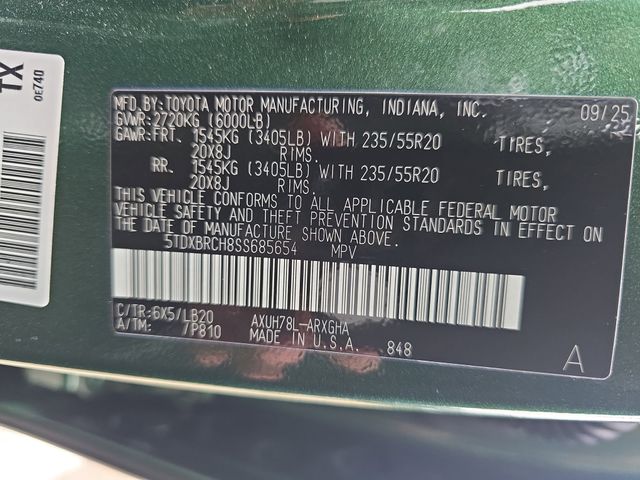 TX
0E740
MFD.BY:TOYOTA MOTOR MANUFACTURING, INDIANA, INC. 09/25
GVWR:2720KG (6000LB)
GAWR:FRT. 1545KG (3405LB) WITH 235/55R20 TIRES,
20X8J RIMS.
RR. 1545KG (3405LB) WITH 235/55R20 TIRES,
20X8J RIMS.
THIS VEHICLE CONFORMS TO ALL APPLICABLE FEDERAL MOTOR
VEHICLE SAFETY AND THEFT PREVENTION STANDARDS IN EFFECT ON
THE DATE OF MANUFACTURE SHOWN ABOVE.
5TDXBRCH8SS685654 MPV
C/TR:6X5/LB20 AXUH78L-ARXGHA
A/TM: 7P810 MADE IN U.S.A. 848
A